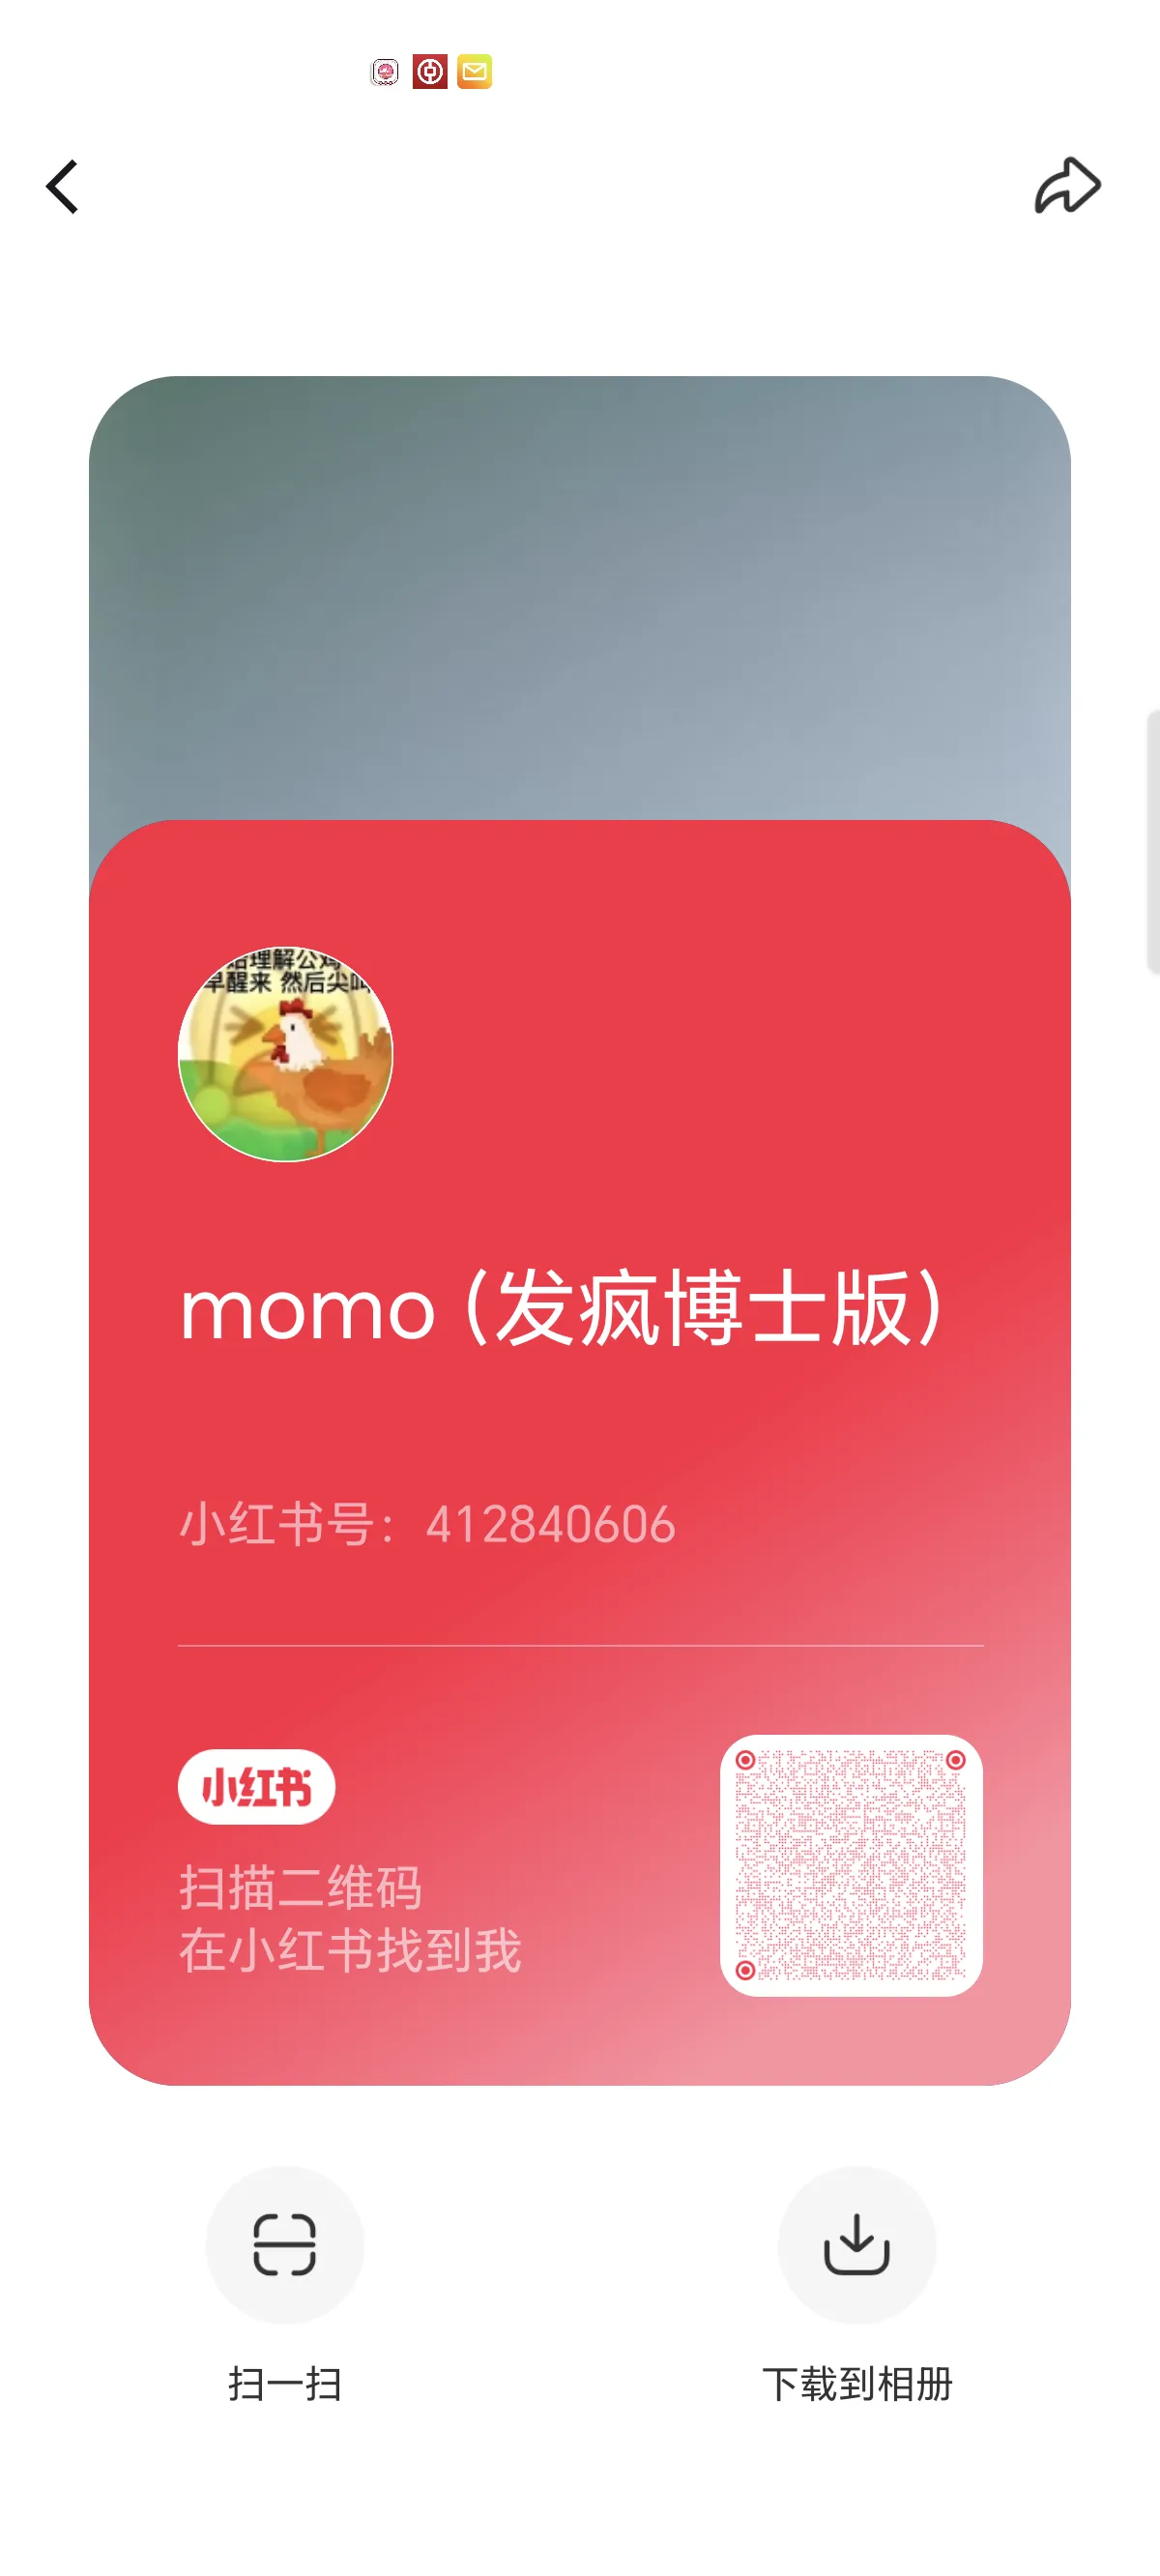 理解公鸡
早醒来 然后尖叫
momo (发疯博士版)
小红书号：412840606
小红书
扫描二维码
在小红书找到我
扫一扫
下载到相册